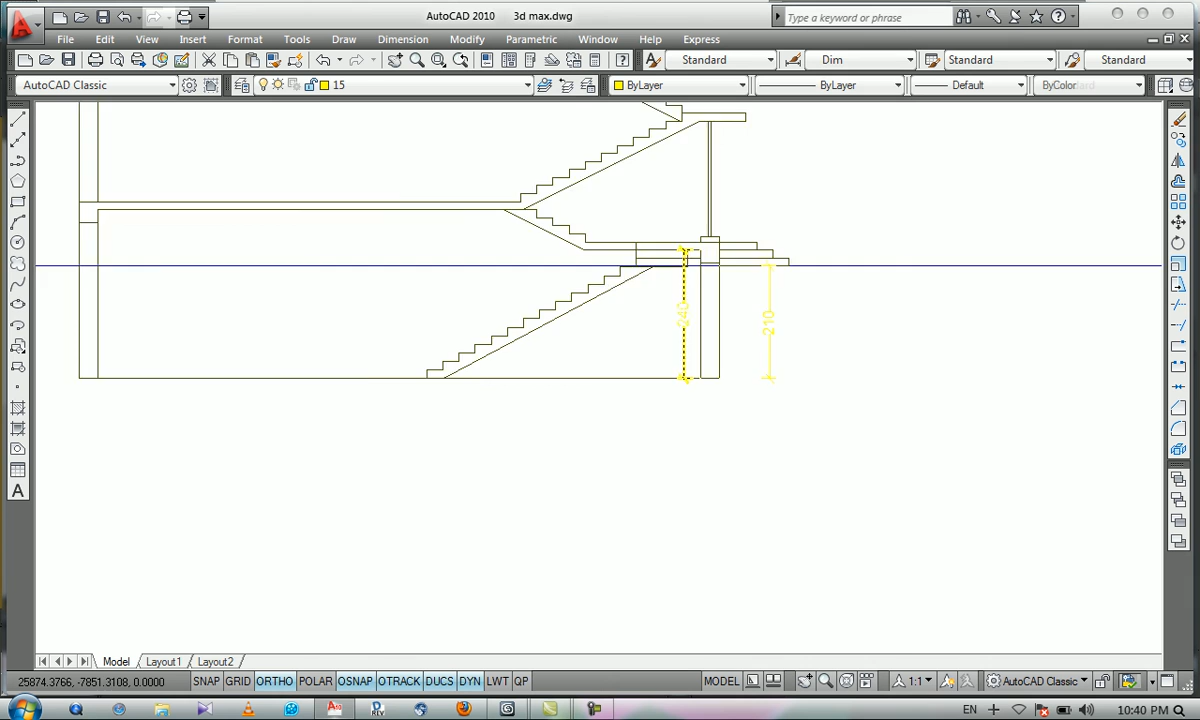 AutoCAD 2010 3d max.dwg
Type a keyword or phrase
File Edit View Insert Format Tools Draw Dimension Modify Parametric Window Help Express
Standard Dim Standard Standard
AutoCAD Classic 15 ByLayer ByLayer Default ByColor
240
210
A
Model Layout1 Layout2
25874.3766, -7851.3108, 0.0000 SNAP GRID ORTHO POLAR OSNAP OTRACK DUCS DYN LWT QP MODEL 1:1 AutoCAD Classic
EN 10:40 PM